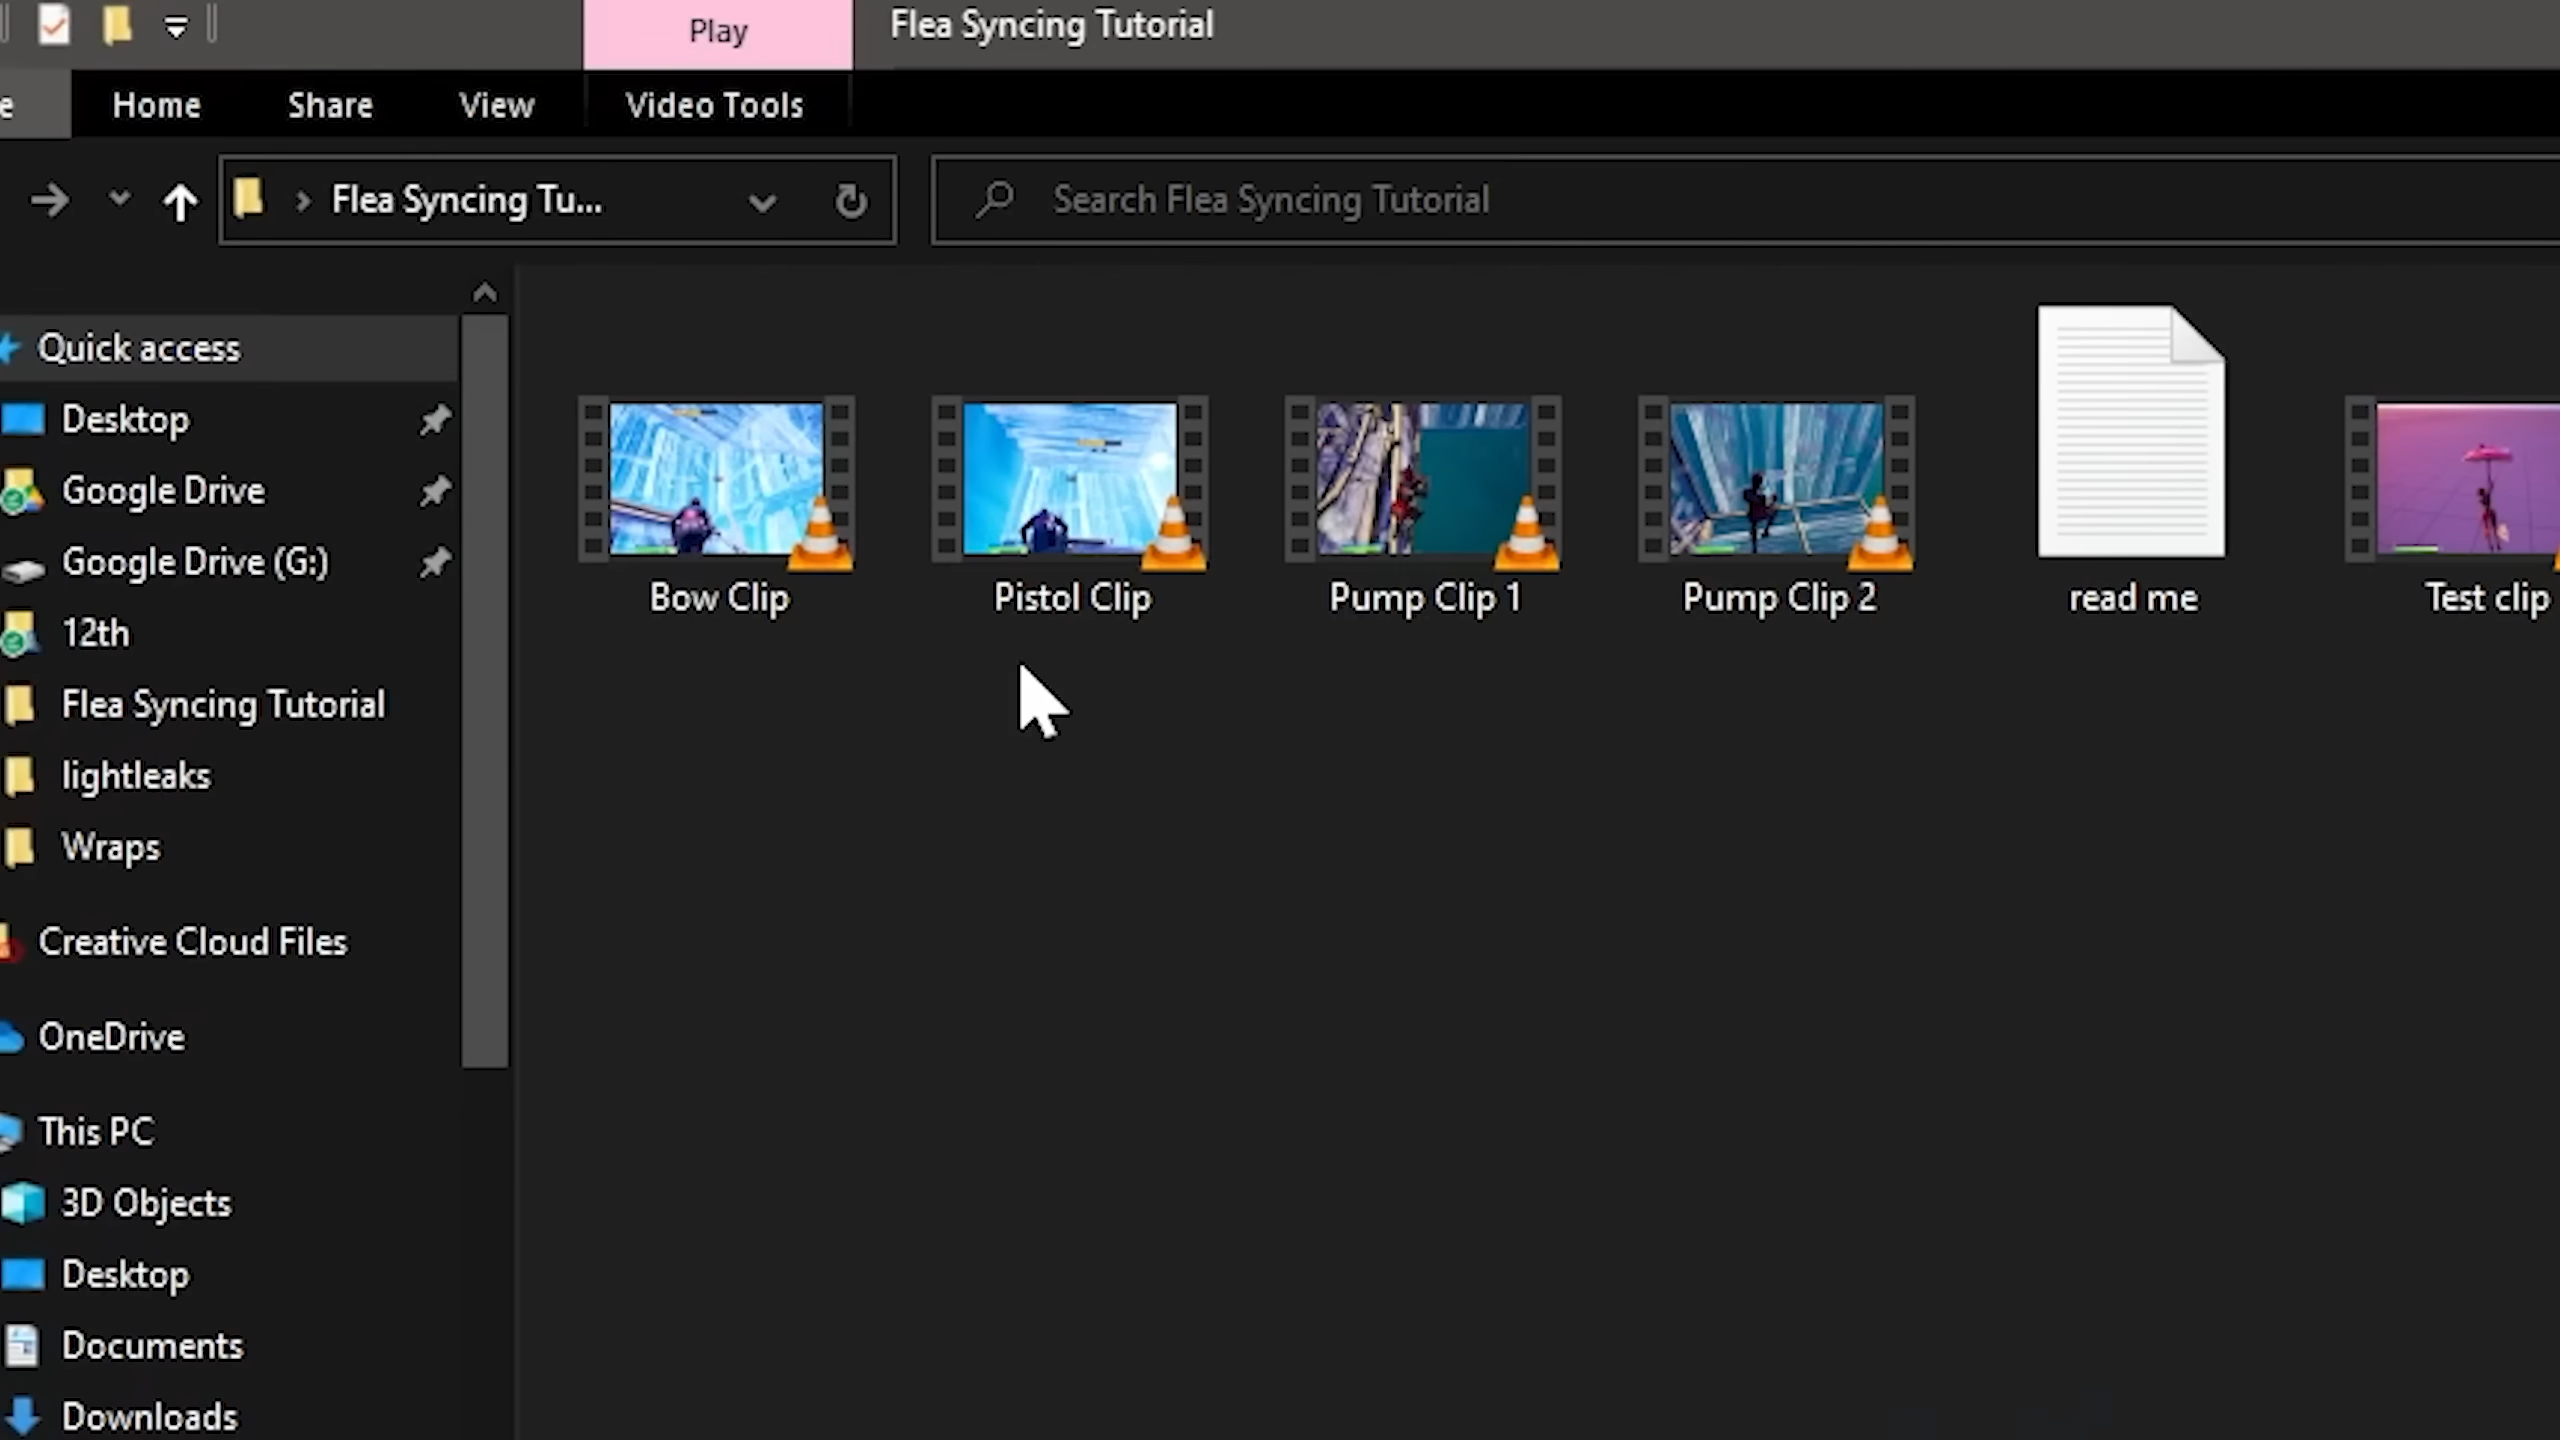 Play
Flea Syncing Tutorial
e
Home
Share
View
Video Tools
Flea Syncing Tu...
Search Flea Syncing Tutorial
Quick access
Desktop
Google Drive
Google Drive (G:)
12th
Flea Syncing Tutorial
lightleaks
Wraps
Creative Cloud Files
OneDrive
This PC
3D Objects
Desktop
Documents
Downloads
Bow Clip
Pistol Clip
Pump Clip 1
Pump Clip 2
read me
Test clip